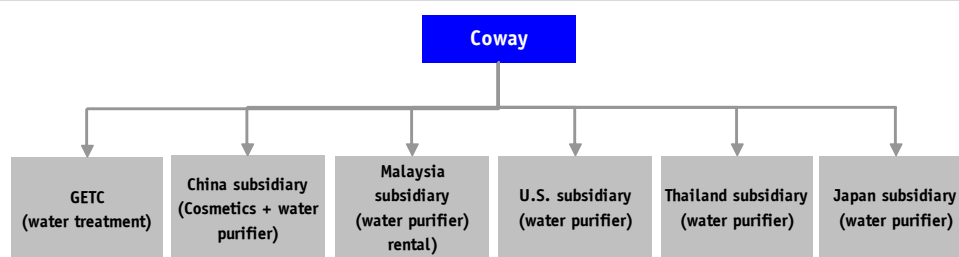 Coway
GETC
(water treatment)
China subsidiary
(Cosmetics + water
purifier)
Malaysia
subsidiary
(water purifier)
rental)
U.S. subsidiary
(water purifier)
Thailand subsidiary
(water purifier)
Japan subsidiary
(water purifier)